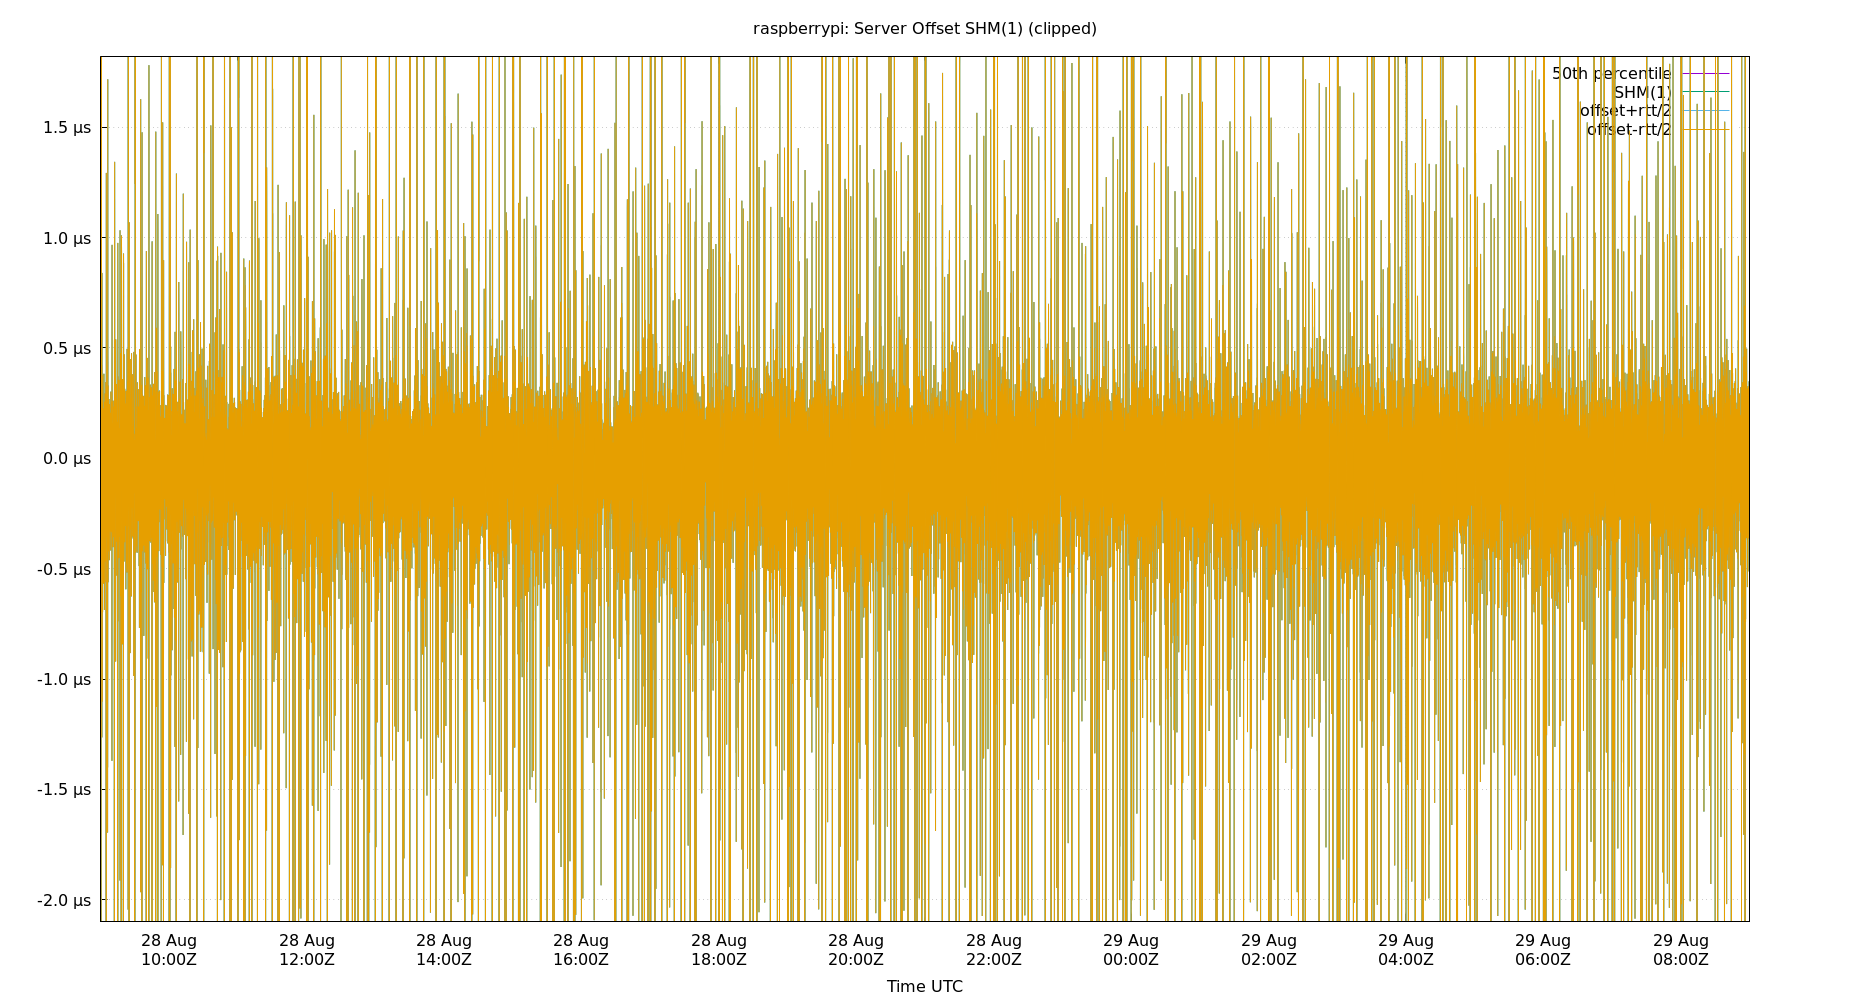 raspberrypi: Server Offset SHM(1) (clipped)
50th percentile
SHM(1)
offset+rtt/2
offset-rtt/2
1.5 µs
1.0 µs
0.5 µs
0.0 µs
-0.5 µs
-1.0 µs
-1.5 µs
-2.0 µs
28 Aug 28 Aug 28 Aug 28 Aug 28 Aug 28 Aug 28 Aug 29 Aug 29 Aug 29 Aug 29 Aug 29 Aug
10:00Z 12:00Z 14:00Z 16:00Z 18:00Z 20:00Z 22:00Z 00:00Z 02:00Z 04:00Z 06:00Z 08:00Z
Time UTC